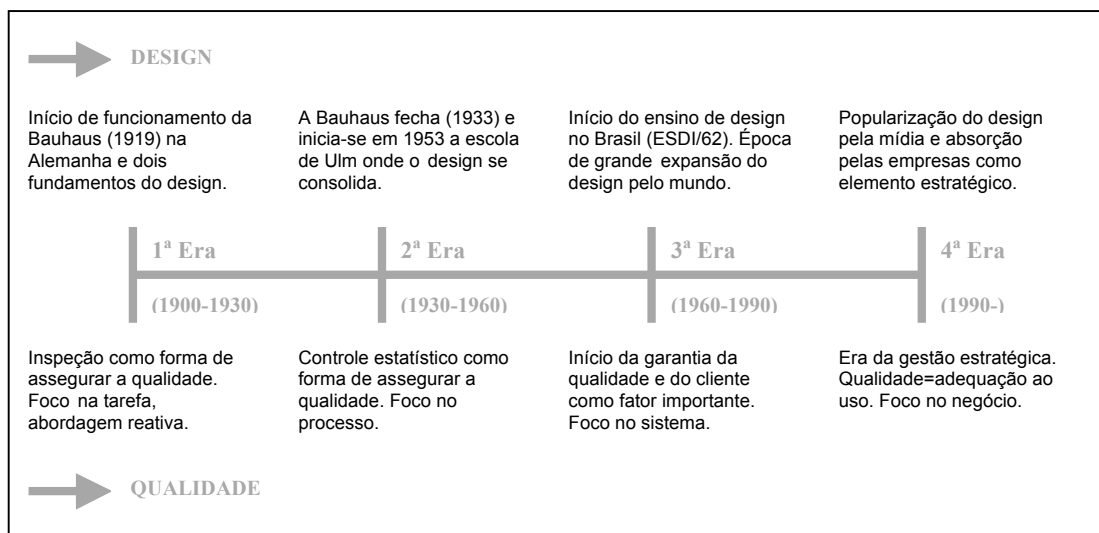 DESIGN
Início de funcionamento da
Bauhaus (1919) na
Alemanha e dois
fundamentos do design.
A Bauhaus fecha (1933) e
inicia-se em 1953 a escola
de Ulm onde o design se
consolida.
Início do ensino de design
no Brasil (ESDI/62). Época
de grande expansão do
design pelo mundo.
Popularização do design
pela mídia e absorção
pelas empresas como
elemento estratégico.
1ª Era
2ª Era
3ª Era
4ª Era
(1900-1930)
(1930-1960)
(1960-1990)
(1990-)
Inspeção como forma de
assegurar a qualidade.
Foco na tarefa,
abordagem reativa.
Controle estatístico como
forma de assegurar a
qualidade. Foco no
processo.
Início da garantia da
qualidade e do cliente
como fator importante.
Foco no sistema.
Era da gestão estratégica.
Qualidade=adequação ao
uso. Foco no negócio.
QUALIDADE